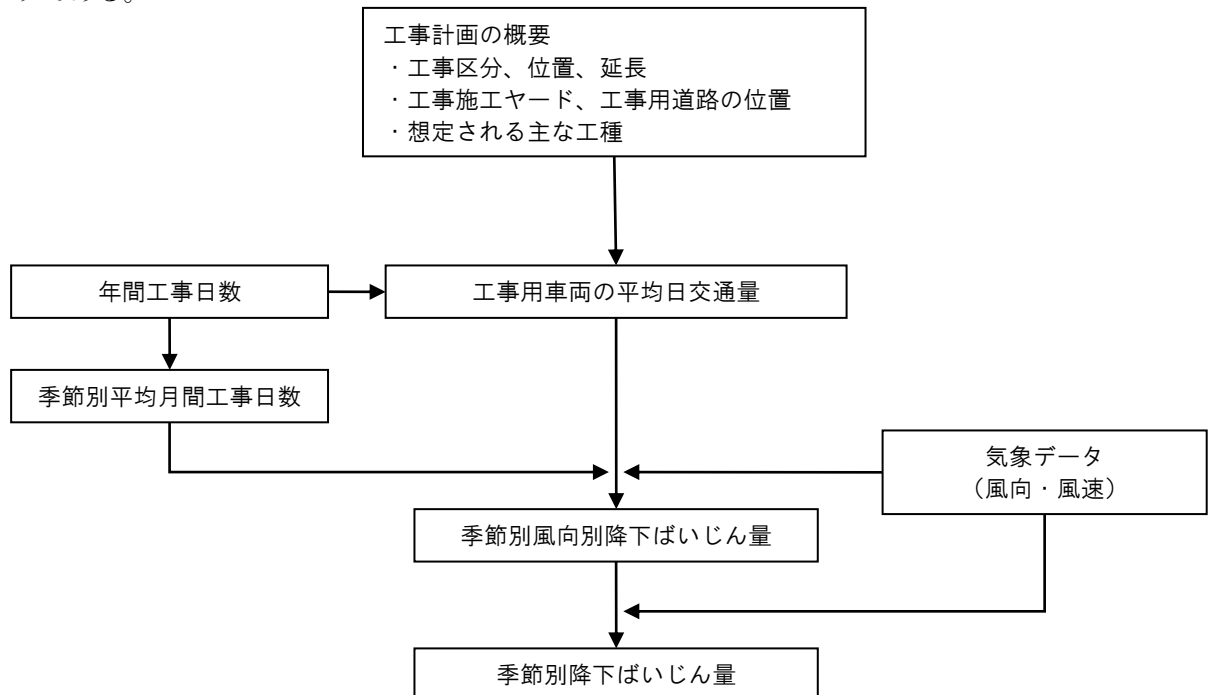 工事計画の概要
・工事区分、位置、延長
・工事施工ヤード、工事用道路の位置
・想定される主な工種
年間工事日数
工事用車両の平均日交通量
季節別平均月間工事日数
気象データ
（風向・風速）
季節別風向別降下ばいじん量
季節別降下ばいじん量